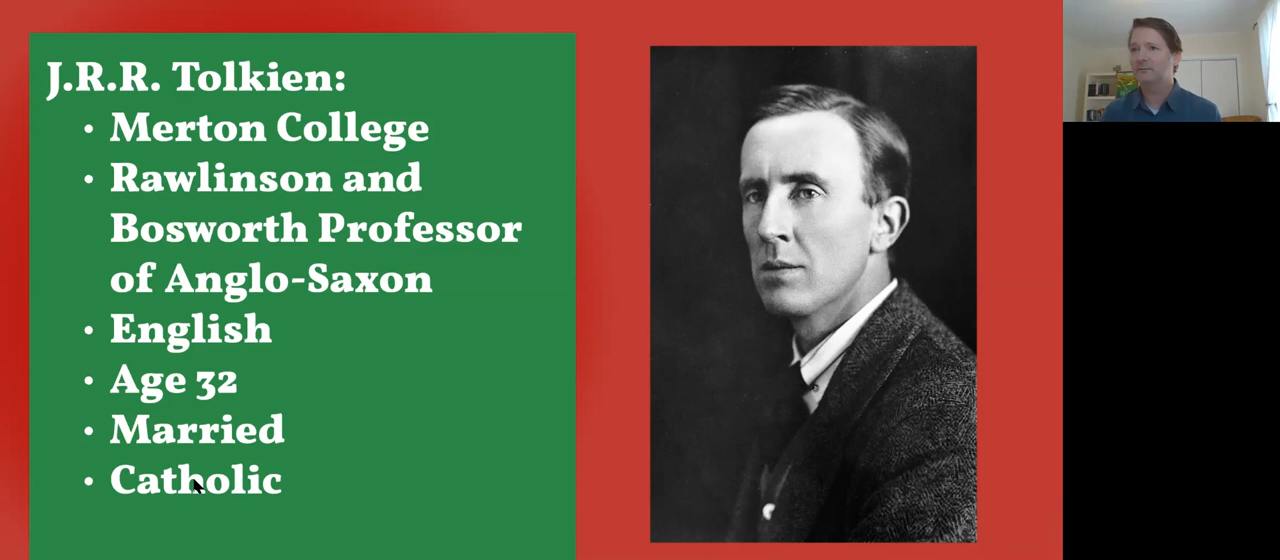 J.R.R. Tolkien:
• Merton College
• Rawlinson and
Bosworth Professor
of Anglo-Saxon
• English
• Age 32
• Married
• Catholic